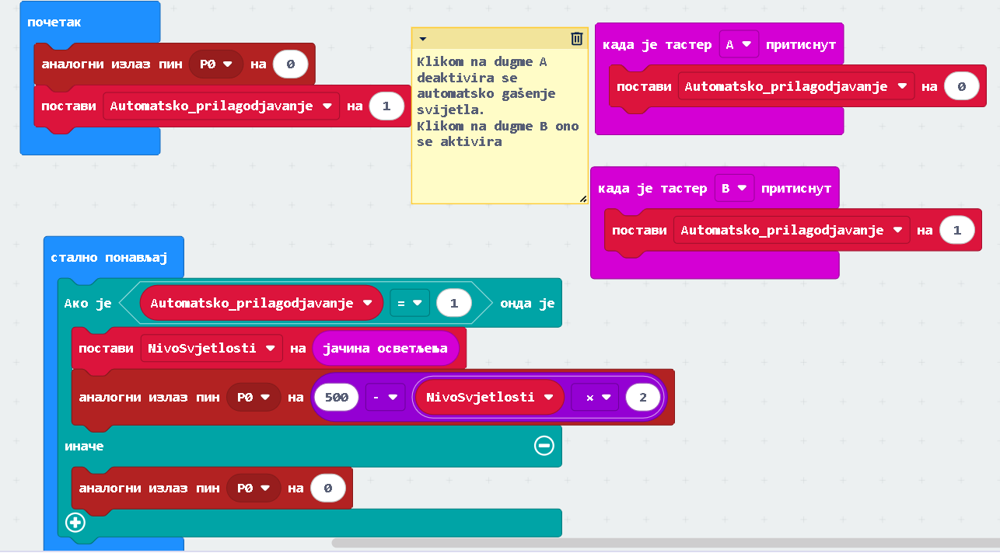 почетак
аналогни излаз пин P0 на 0
постави Automatsko_prilagodjavanje на 1
Klikom na dugme A
deaktivira se
automatsko gašenje
svijetla.
Klikom na dugme B ono
se aktivira
када је тастер A притиснут
постави Automatsko_prilagodjavanje на 0
када је тастер B притиснут
постави Automatsko_prilagodjavanje на 1
стално понављај
Ако је Automatsko_prilagodjavanje = 1 онда је
постави NivoSvjetlosti на јачина осветљења
аналогни излаз пин P0 на 500 - NivoSvjetlosti × 2
иначе
аналогни излаз пин P0 на 0